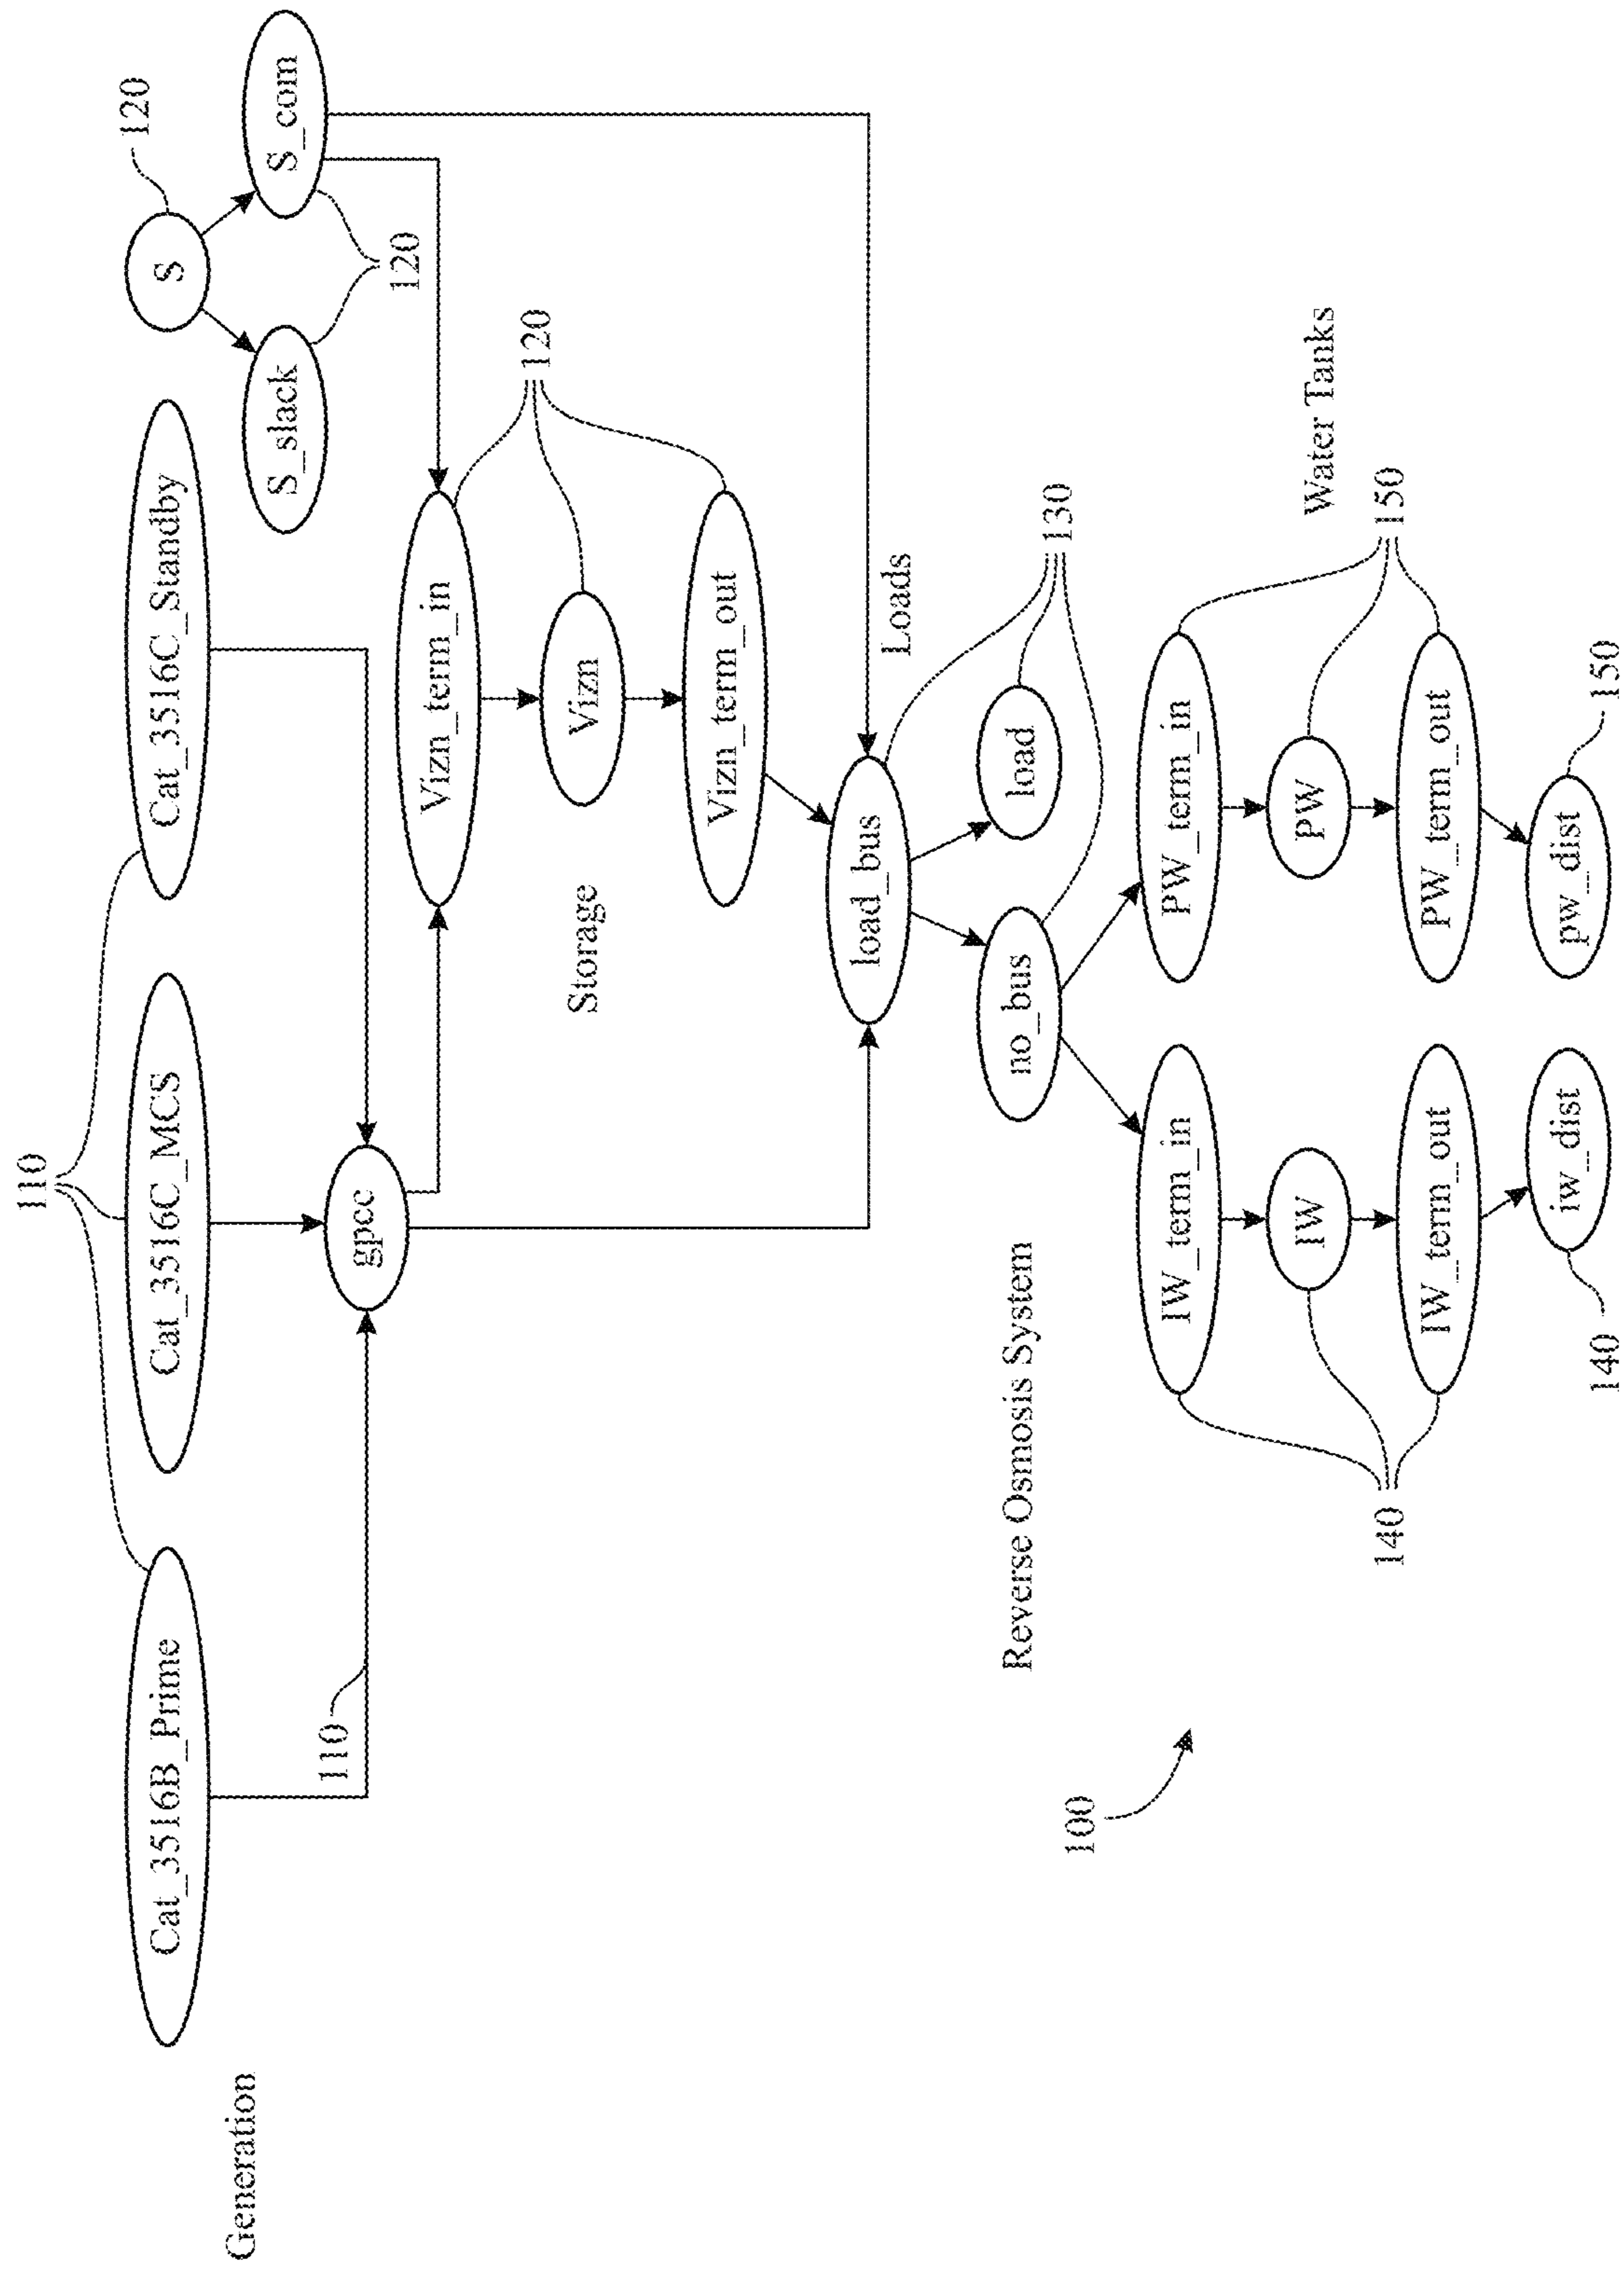 110
120
Cat_3516B_Prime
Cat_3516C_MCS
Cat_3516C_Standby
S
Generation
S_slack
S_com
120
110
gpcc
Vizn_term_in
120
Storage
Vizn
Vizn_term_out
load_bus
Loads
Reverse Osmosis System
no_bus
load
130
100
IW_term_in
PW_term_in
Water Tanks
IW
PW
140
150
IW_term_out
PW_term_out
iw_dist
pw_dist
140
150